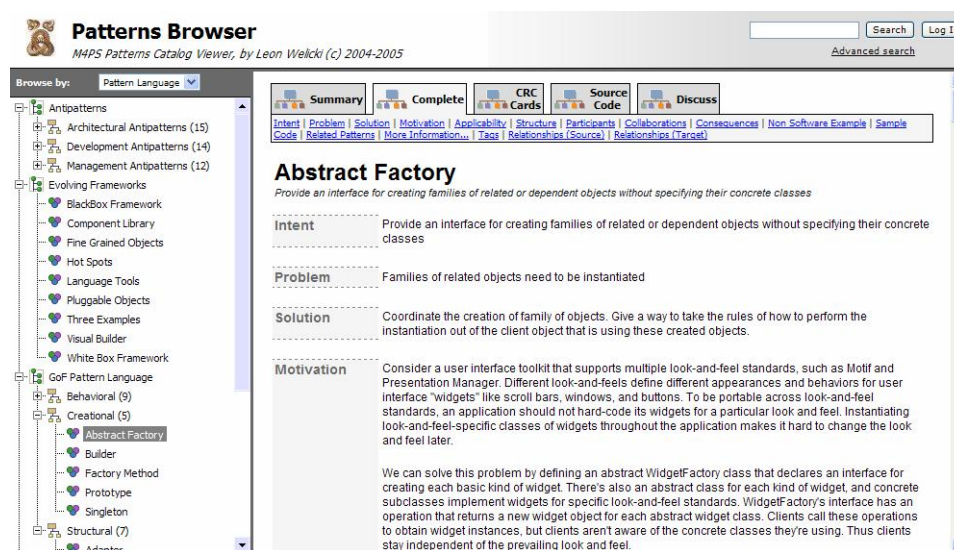 Patterns Browser
M4PS Patterns Catalog Viewer, by Leon Welicki (c) 2004-2005
Search
Log I
Advanced search
Browse by:
Pattern Language
Antipatterns
Architectural Antipatterns (15)
Development Antipatterns (14)
Management Antipatterns (12)
Evolving Frameworks
BlackBox Framework
Component Library
Fine Grained Objects
Hot Spots
Language Tools
Pluggable Objects
Three Examples
Visual Builder
White Box Framework
GoF Pattern Language
Behavioral (9)
Creational (5)
Abstract Factory
Builder
Factory Method
Prototype
Singleton
Structural (7)
Adapter
Summary
Complete
CRC
Cards
Source
Code
Discuss
Intent | Problem | Solution | Motivation | Applicability | Structure | Participants | Collaborations | Consequences | Non Software Example | Sample
Code | Related Patterns | More Information... | Tags | Relationships (Source) | Relationships (Target)
Abstract Factory
Provide an interface for creating families of related or dependent objects without specifying their concrete classes
Intent
Provide an interface for creating families of related or dependent objects without specifying their concrete
classes
Problem
Families of related objects need to be instantiated
Solution
Coordinate the creation of family of objects. Give a way to take the rules of how to perform the
instantiation out of the client object that is using these created objects.
Motivation
Consider a user interface toolkit that supports multiple look-and-feel standards, such as Motif and
Presentation Manager. Different look-and-feels define different appearances and behaviors for user
interface "widgets" like scroll bars, windows, and buttons. To be portable across look-and-feel
standards, an application should not hard-code its widgets for a particular look and feel. Instantiating
look-and-feel-specific classes of widgets throughout the application makes it hard to change the look
and feel later.
We can solve this problem by defining an abstract WidgetFactory class that declares an interface for
creating each basic kind of widget. There's also an abstract class for each kind of widget, and concrete
subclasses implement widgets for specific look-and-feel standards. WidgetFactory's interface has an
operation that returns a new widget object for each abstract widget class. Clients call these operations
to obtain widget instances, but clients aren't aware of the concrete classes they're using. Thus clients
stay independent of the prevailing look and feel.